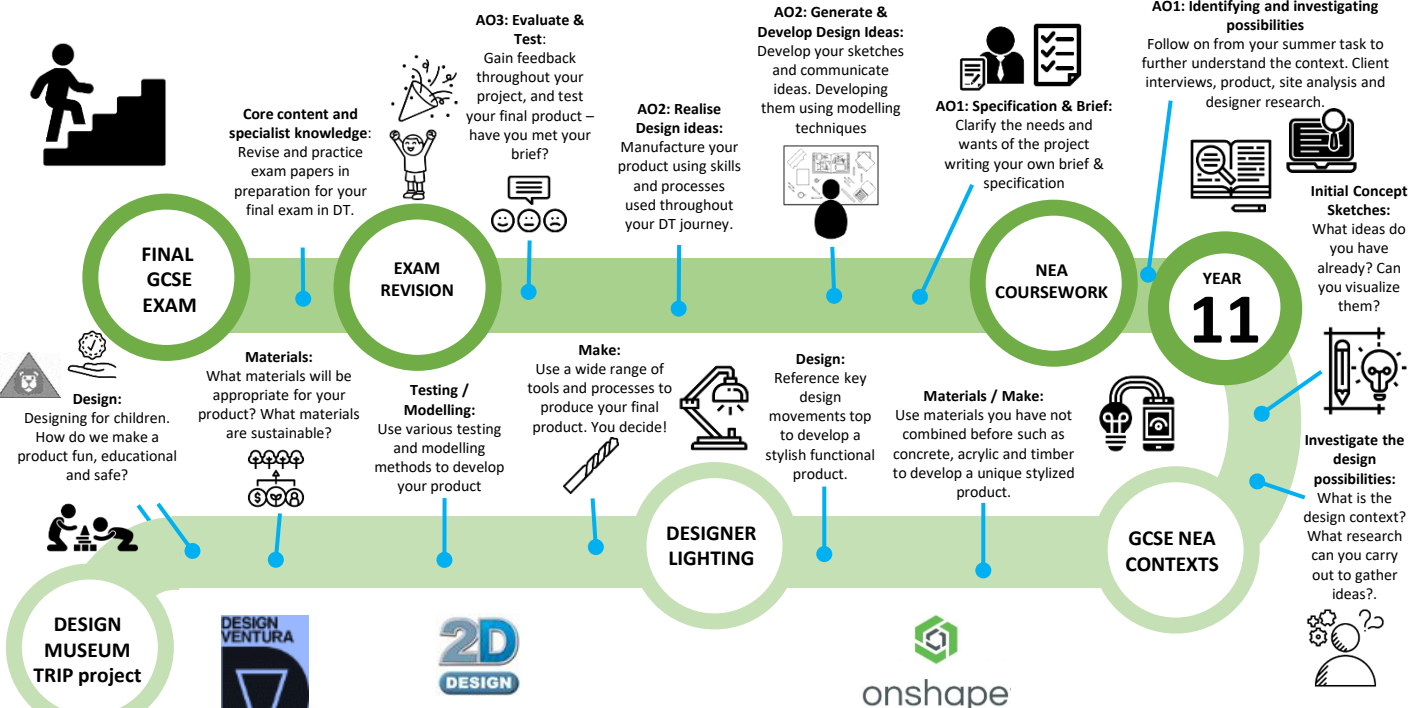 AO1: Identifying and investigating
possibilities
Follow on from your summer task to
further understand the context. Client
interviews, product, site analysis and
designer research.
AO2: Generate &
Develop Design Ideas:
Develop your sketches
and communicate
ideas. Developing
them using modelling
techniques
AO3: Evaluate &
Test:
Gain feedback
throughout your
project, and test
your final product –
have you met your
brief?
Core content and
specialist knowledge:
Revise and practice
exam papers in
preparation for your
final exam in DT.
AO2: Realise
Design ideas:
Manufacture your
product using skills
and processes
used throughout
your DT journey.
AO1: Specification & Brief:
Clarify the needs and
wants of the project
writing your own brief &
specification
Initial Concept
Sketches:
What ideas do
you have
already? Can
you visualize
them?
FINAL
GCSE
EXAM
EXAM
REVISION
NEA
COURSEWORK
YEAR
11
Design:
Designing for children.
How do we make a
product fun, educational
and safe?
Materials:
What materials will be
appropriate for your
product? What materials
are sustainable?
Testing /
Modelling:
Use various testing
and modelling
methods to develop
your product
Make:
Use a wide range of
tools and processes to
produce your final
product. You decide!
Design:
Reference key
design
movements top
to develop a
stylish functional
product.
Materials / Make:
Use materials you have not
combined before such as
concrete, acrylic and timber
to develop a unique stylized
product.
Investigate the
design
possibilities:
What is the
design context?
What research
can you carry
out to gather
ideas?.
DESIGNER
LIGHTING
GCSE NEA
CONTEXTS
DESIGN
MUSEUM
TRIP project
DESIGN
VENTURA
2D
DESIGN
onshape